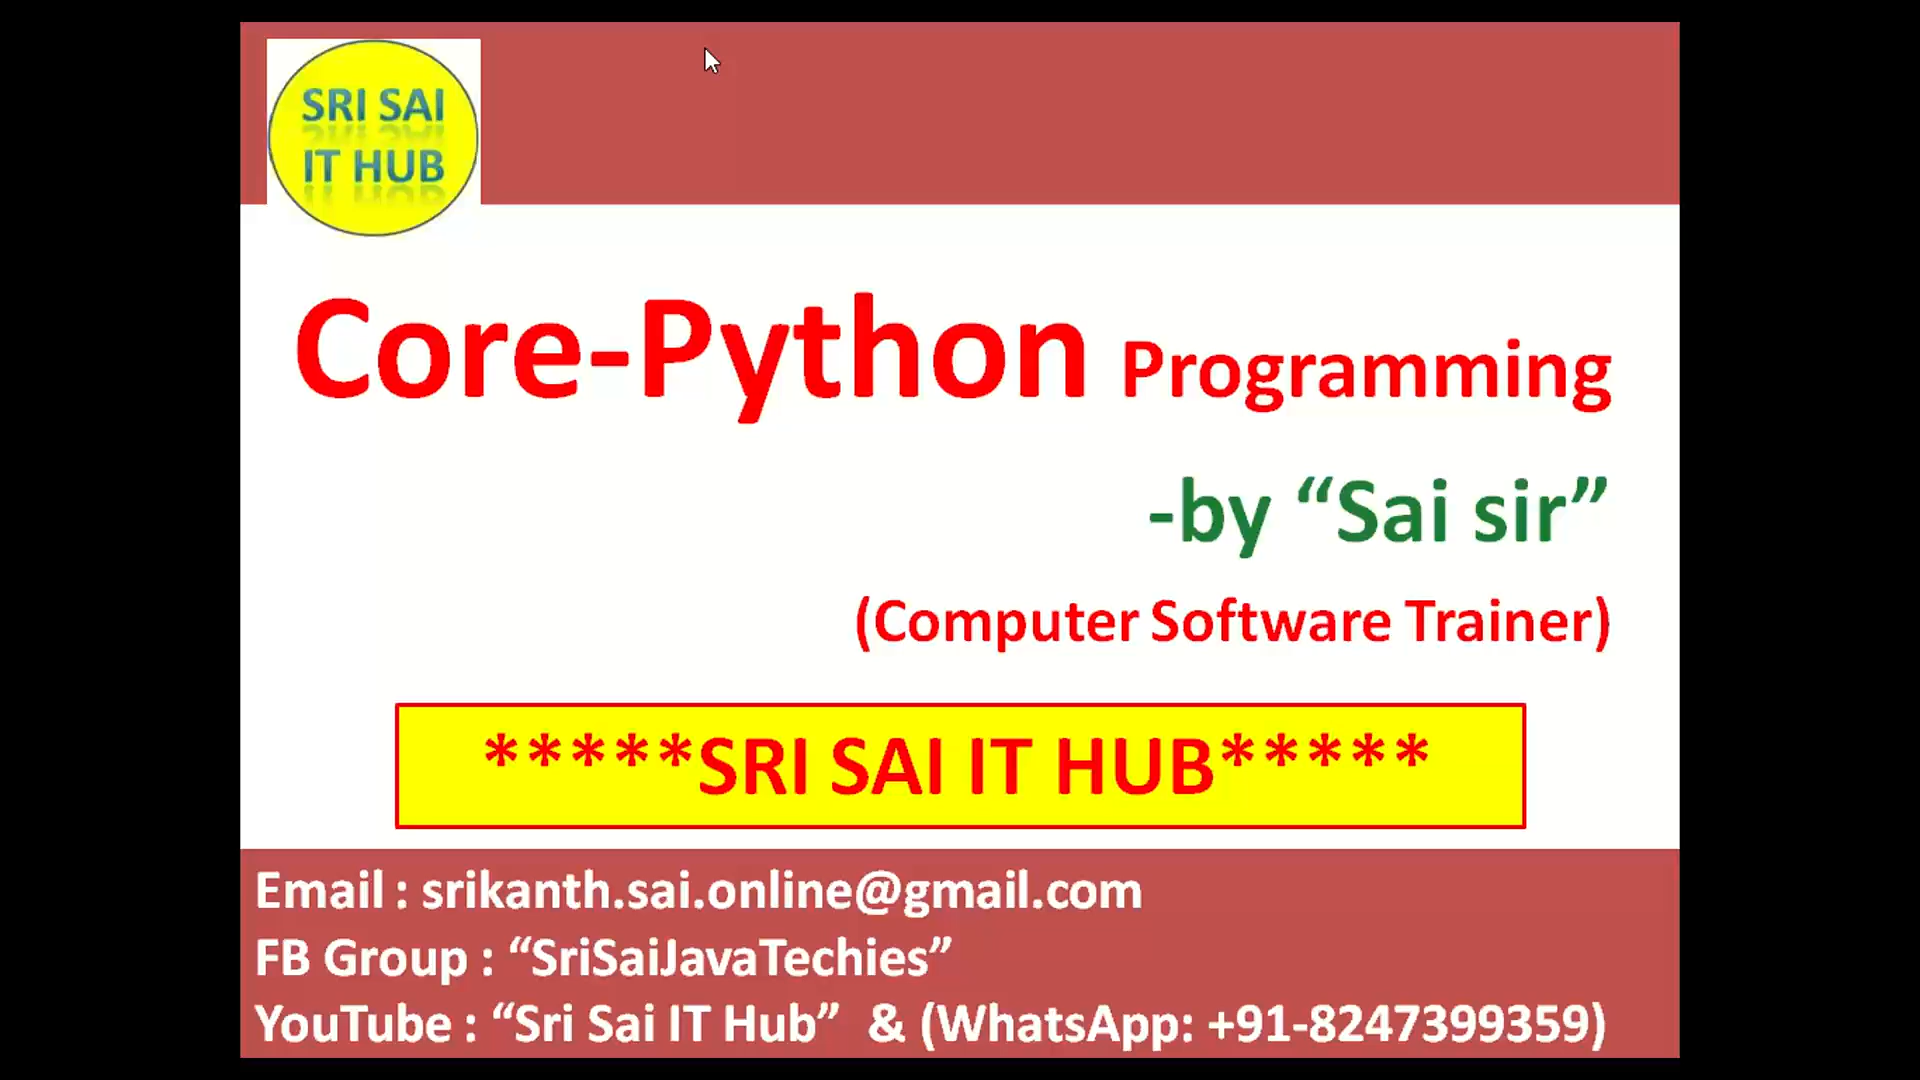 SRI SAI
IT HUB
Core-Python Programming
-by “Sai sir”
(Computer Software Trainer)
*****SRI SAI IT HUB*****
Email : srikanth.sai.online@gmail.com
FB Group : “SriSaiJavaTechies”
YouTube : “Sri Sai IT Hub” & (WhatsApp: +91-8247399359)